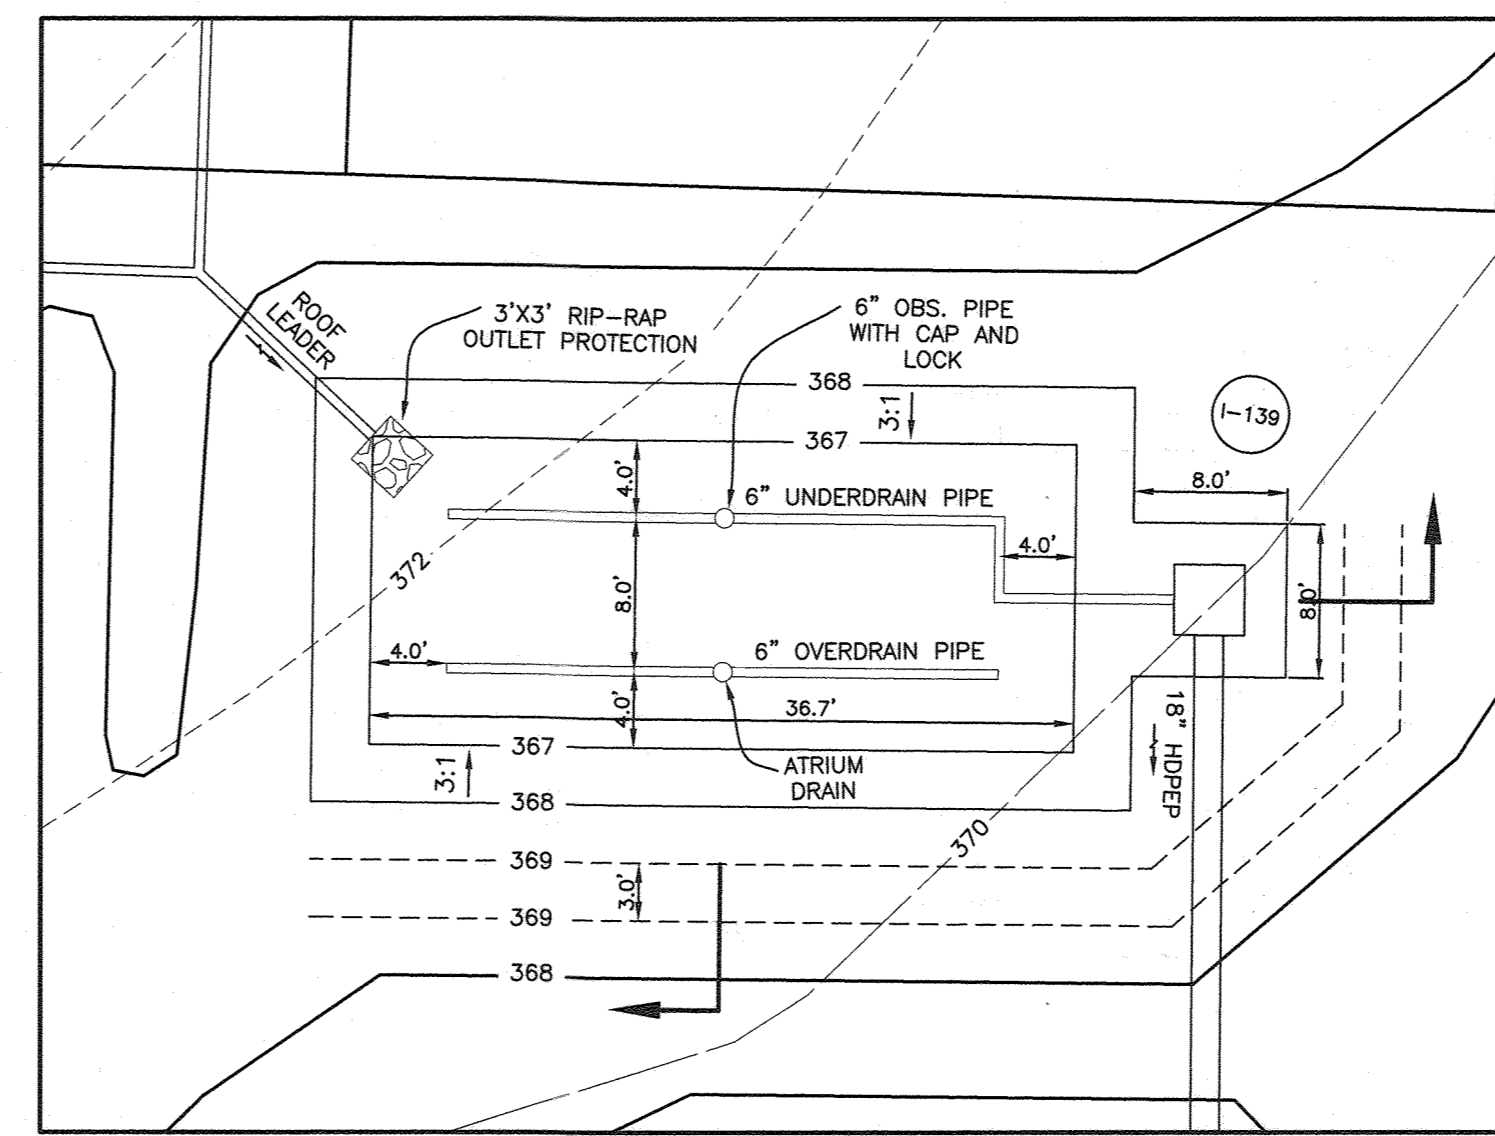 ROOF
LEADER
3'X3' RIP-RAP
OUTLET PROTECTION
6" OBS. PIPE
WITH CAP AND
LOCK
368
3:1
367
I-139
8.0'
4.0'
6" UNDERDRAIN PIPE
4.0'
372
8.0'
8.0'
4.0'
6" OVERDRAIN PIPE
36.7'
4.0'
18" HDPEP
367
3:1
ATRIUM
DRAIN
368
370
369
3.0'
369
368